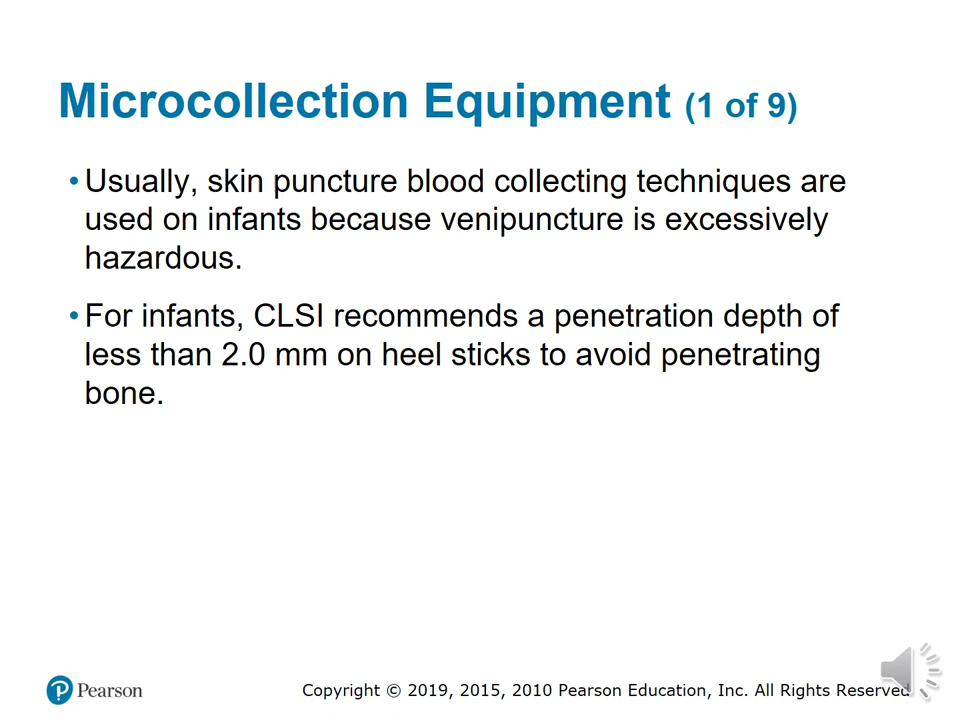 Microcollection Equipment (1 of 9)
• Usually, skin puncture blood collecting techniques are
used on infants because venipuncture is excessively
hazardous.
• For infants, CLSI recommends a penetration depth of
less than 2.0 mm on heel sticks to avoid penetrating
bone.
Pearson
Copyright © 2019, 2015, 2010 Pearson Education, Inc. All Rights Reserved